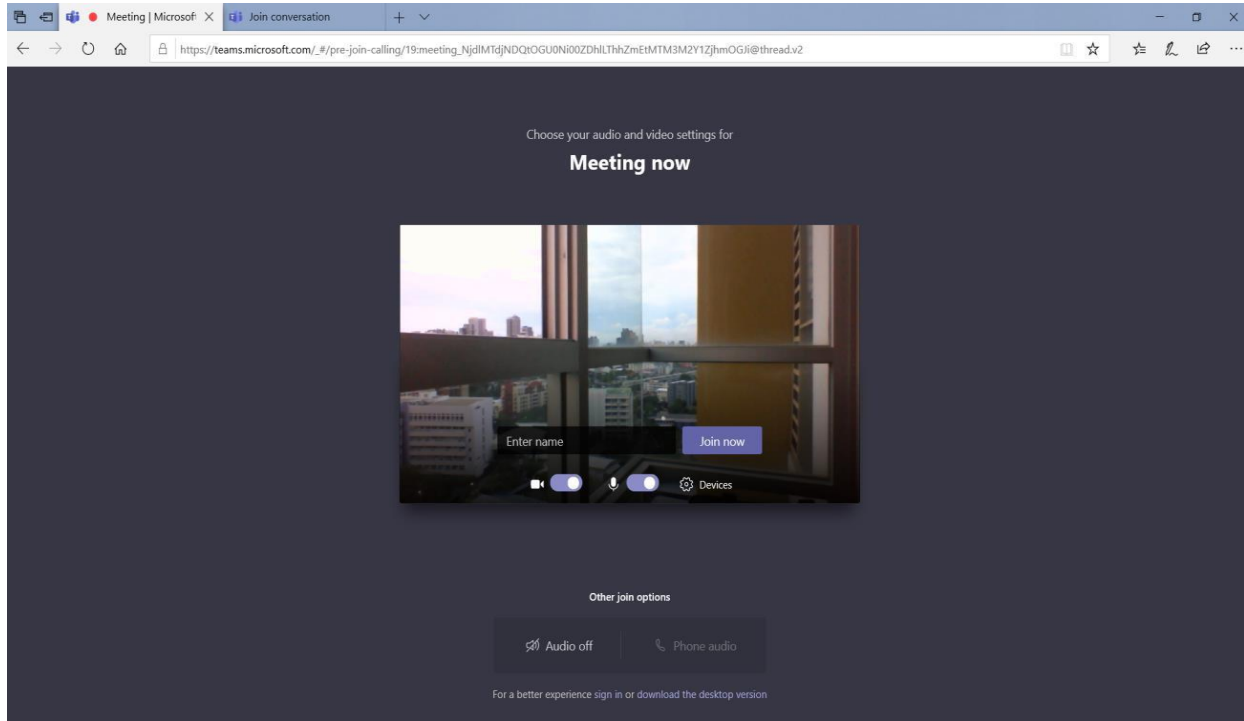 Meeting | Microsof
Join conversation
https://teams.microsoft.com/_#/pre-join-calling/19:meeting_NjdlMTdjNDQtOGU0Ni00ZDhlLThhZmEtMTM3M2Y1ZjhmOGJi@thread.v2
Choose your audio and video settings for
Meeting now
Enter name
Join now
Devices
Other join options
Audio off
Phone audio
For a better experience sign in or download the desktop version